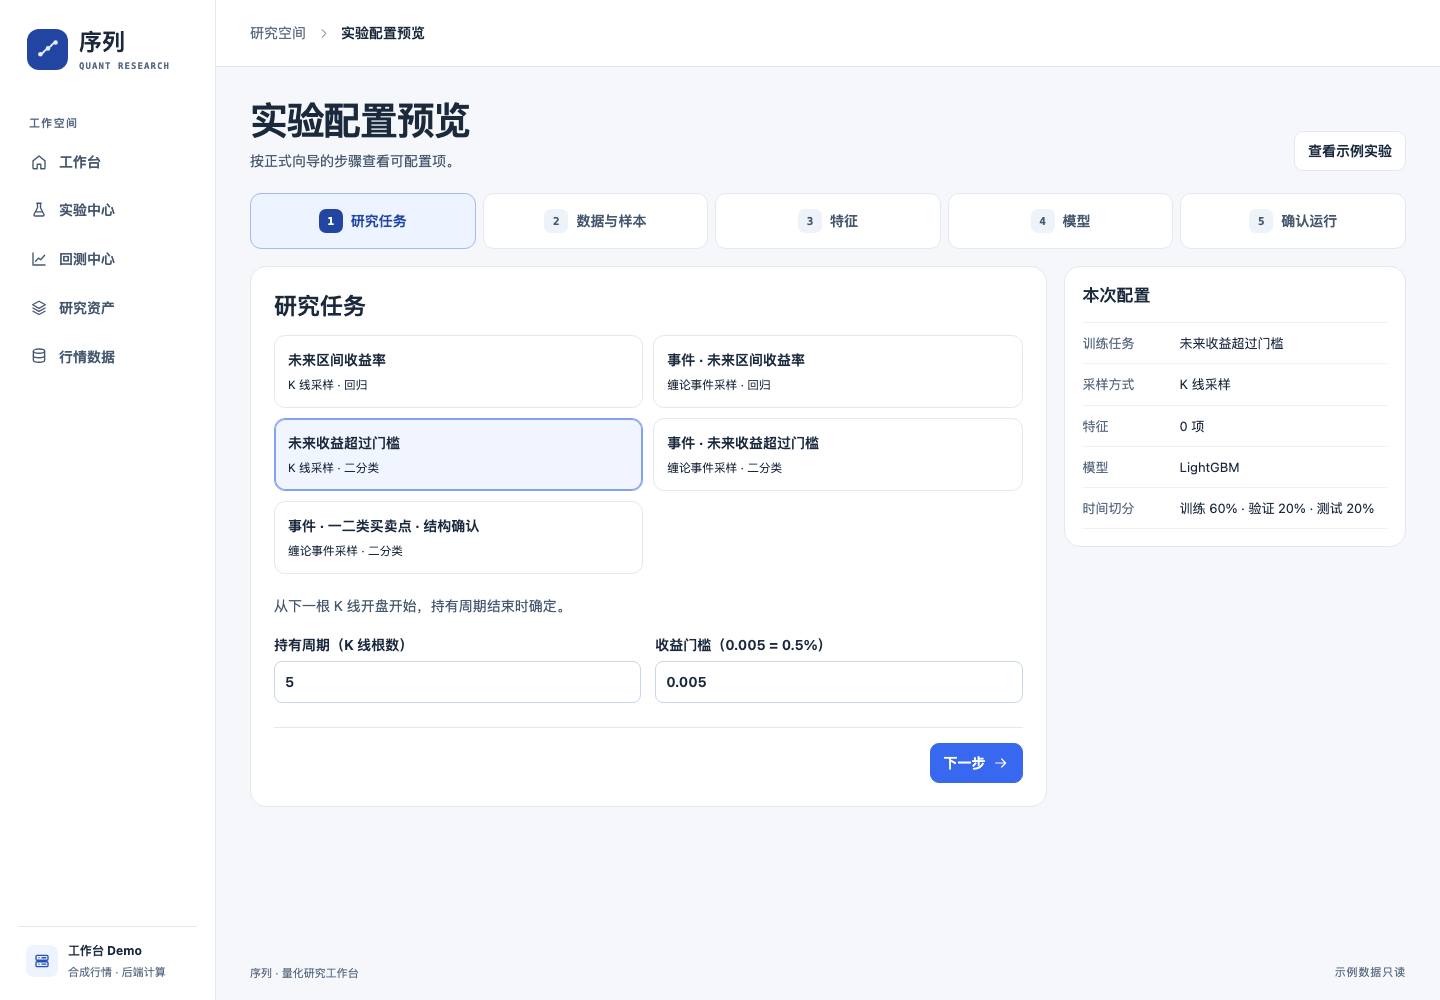 序列
QUANT RESEARCH
工作空间
工作台
实验中心
回测中心
研究资产
行情数据
工作台 Demo
合成行情 · 后端计算
研究空间
实验配置预览
实验配置预览
按正式向导的步骤查看可配置项。
查看示例实验
1 研究任务
2 数据与样本
3 特征
4 模型
5 确认运行
研究任务
未来区间收益率
K 线采样 · 回归
事件 · 未来区间收益率
缠论事件采样 · 回归
未来收益超过门槛
K 线采样 · 二分类
事件 · 未来收益超过门槛
缠论事件采样 · 二分类
事件 · 一二类买卖点 · 结构确认
缠论事件采样 · 二分类
从下一根 K 线开盘开始，持有周期结束时确定。
持有周期（K 线根数）
5
收益门槛（0.005 = 0.5%）
0.005
下一步
本次配置
训练任务 未来收益超过门槛
采样方式 K 线采样
特征 0 项
模型 LightGBM
时间切分 训练 60% · 验证 20% · 测试 20%
序列 · 量化研究工作台
示例数据只读